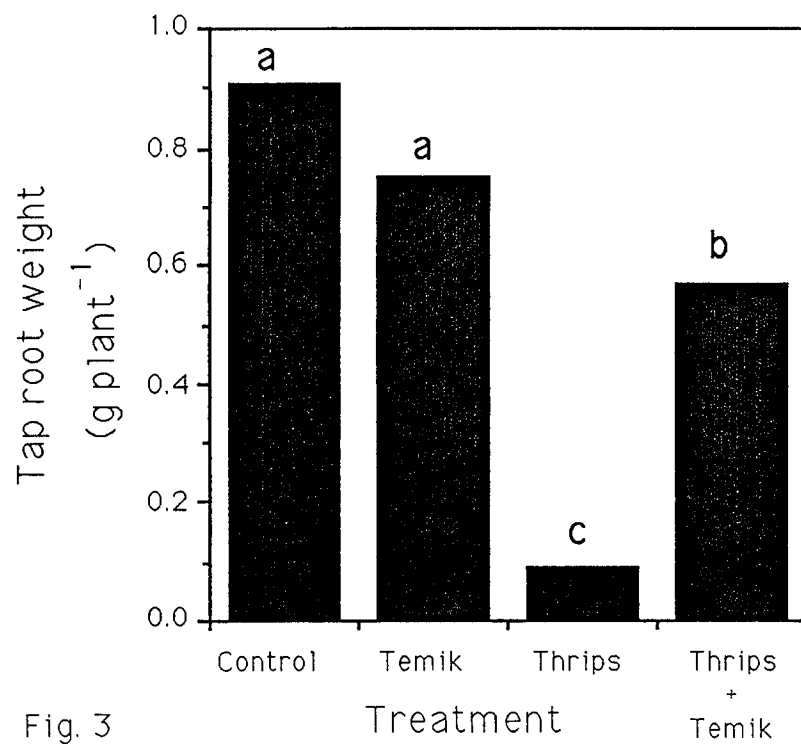 Tap root weight
(g plant⁻¹)
1.0
0.8
0.6
0.4
0.2
0.0
a
a
c
b
Control Temik Thrips Thrips
+
Temik
Treatment
Fig. 3